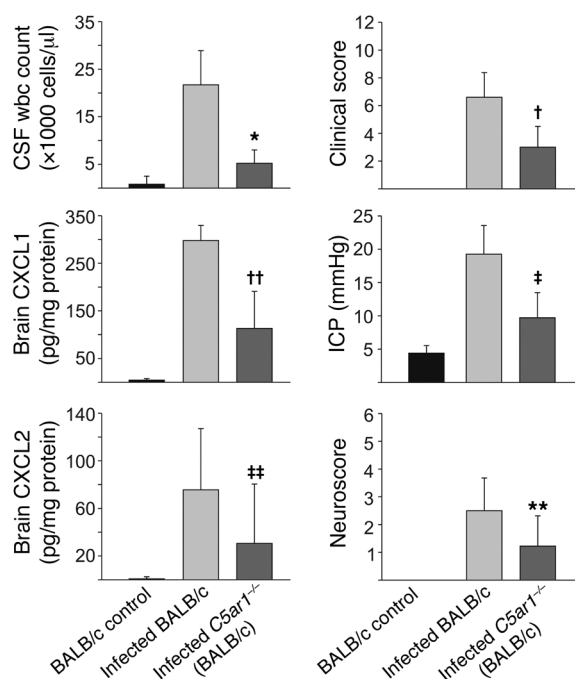 CSF wbc count
(×1000 cells/μl)
35
25
15
5
*
Clinical score
12
10
8
6
4
2
†
Brain CXCL1
(pg/mg protein)
350
250
150
50
††
ICP (mmHg)
25
20
15
10
5
‡
Brain CXCL2
(pg/mg protein)
140
100
60
20
‡‡
Neuroscore
6
5
4
3
2
1
**
BALB/c control
Infected BALB/c
Infected C5ar1–/–
(BALB/c)
BALB/c control
Infected BALB/c
Infected C5ar1–/–
(BALB/c)